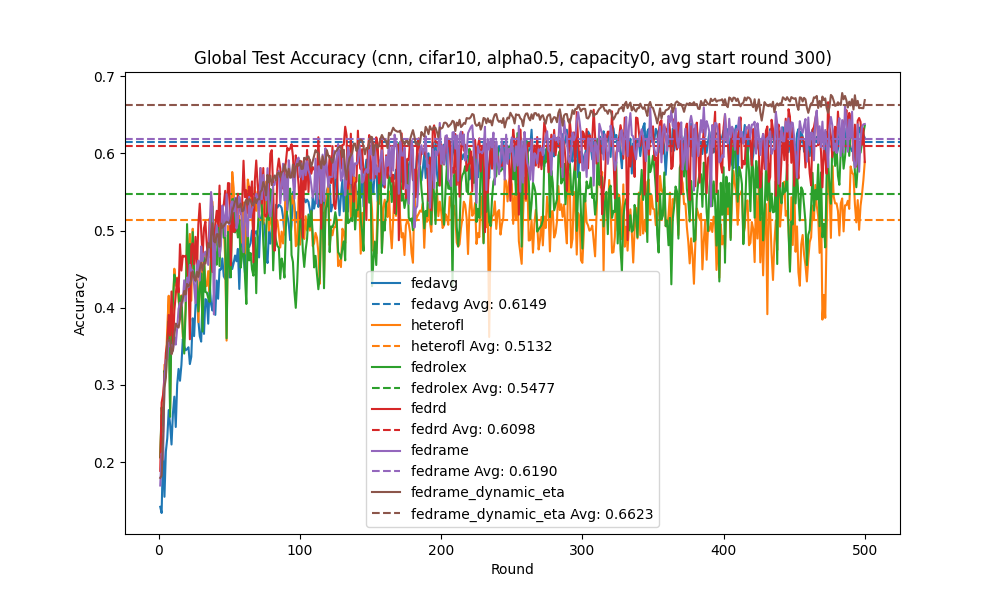 Global Test Accuracy (cnn, cifar10, alpha0.5, capacity0, avg start round 300)
0.7
0.6
0.5
0.4
0.3
0.2
Accuracy
fedavg
fedavg Avg: 0.6149
heterofl
heterofl Avg: 0.5132
fedrolex
fedrolex Avg: 0.5477
fedrd
fedrd Avg: 0.6098
fedrame
fedrame Avg: 0.6190
fedrame_dynamic_eta
fedrame_dynamic_eta Avg: 0.6623
0 100 200 300 400 500
Round